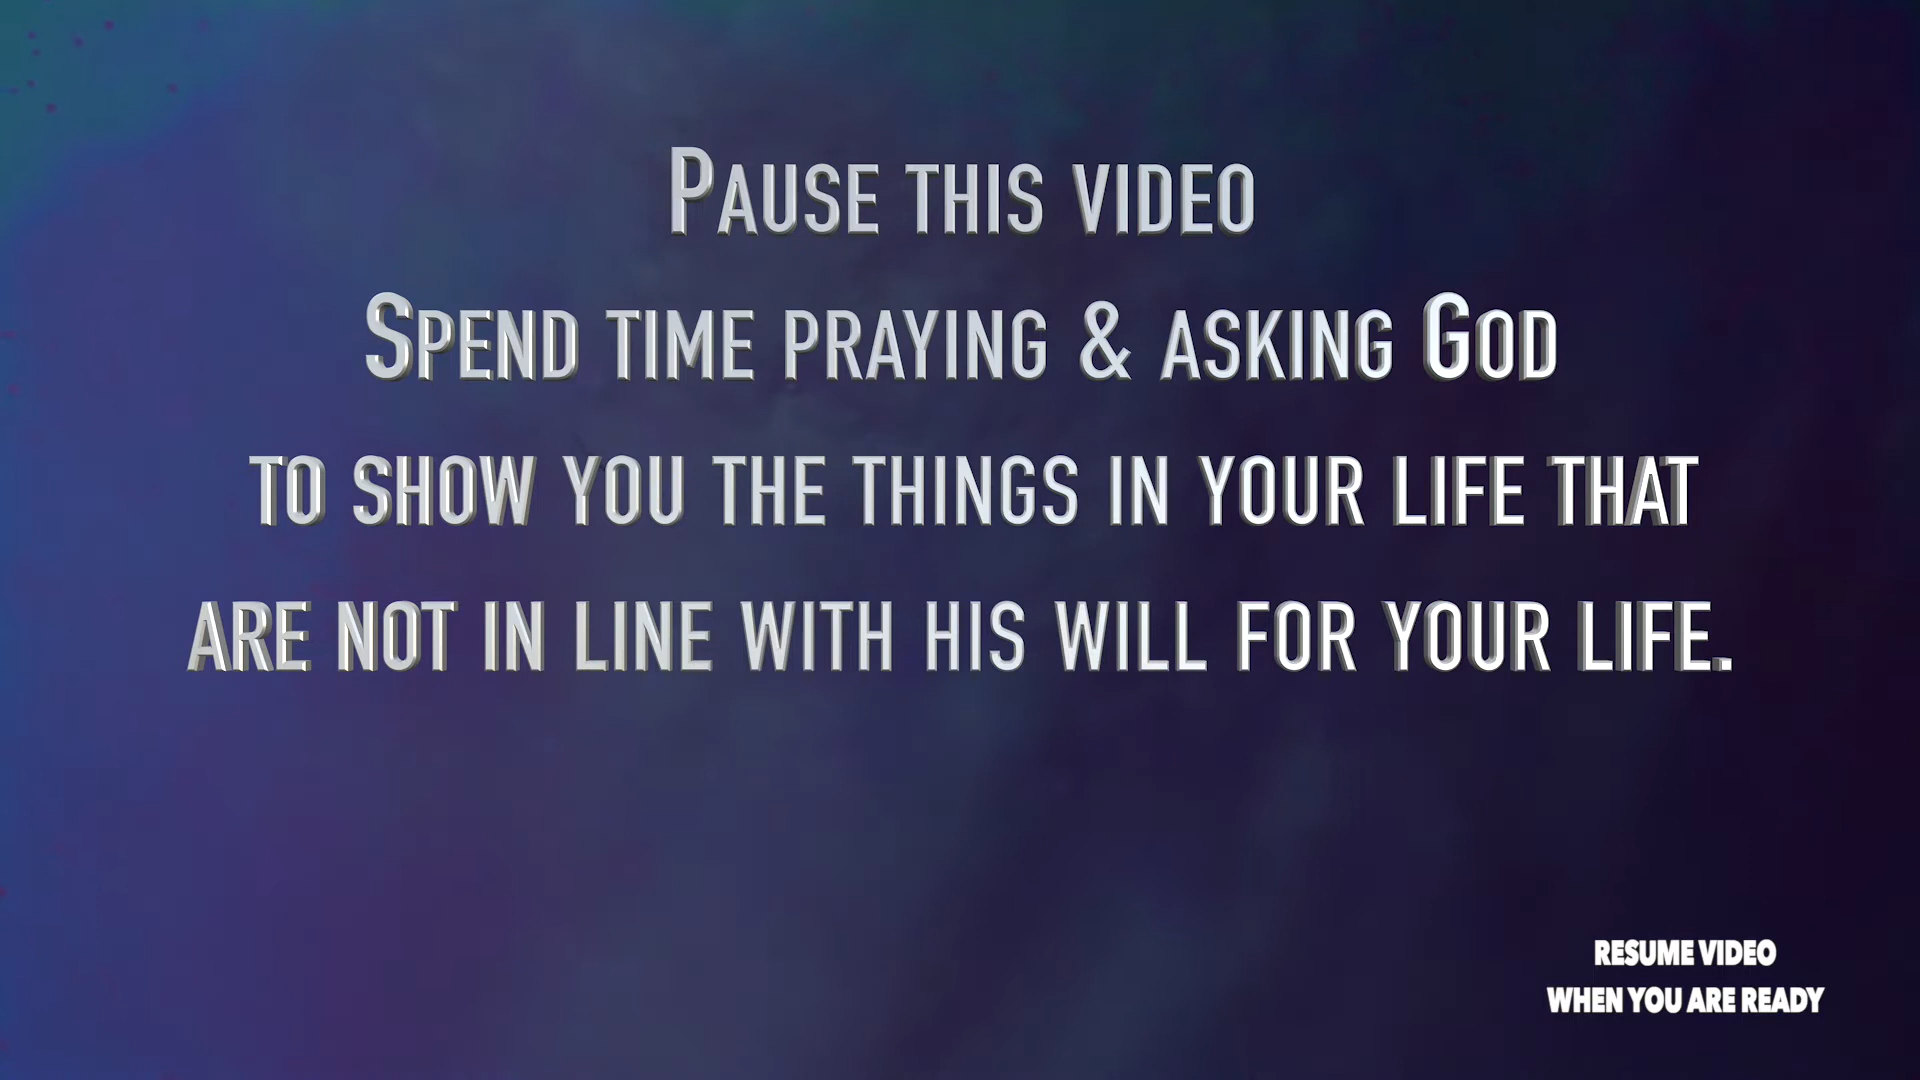 Pause this video
Spend time praying & asking God
to show you the things in your life that
are not in line with his will for your life.
RESUME VIDEO
WHEN YOU ARE READY